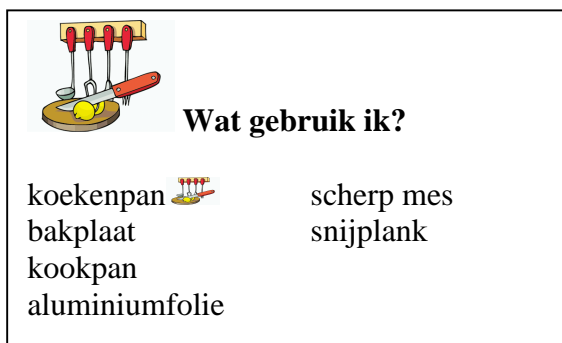 Wat gebruik ik?
koekenpan scherp mes
bakplaat snijplank
kookpan
aluminiumfolie